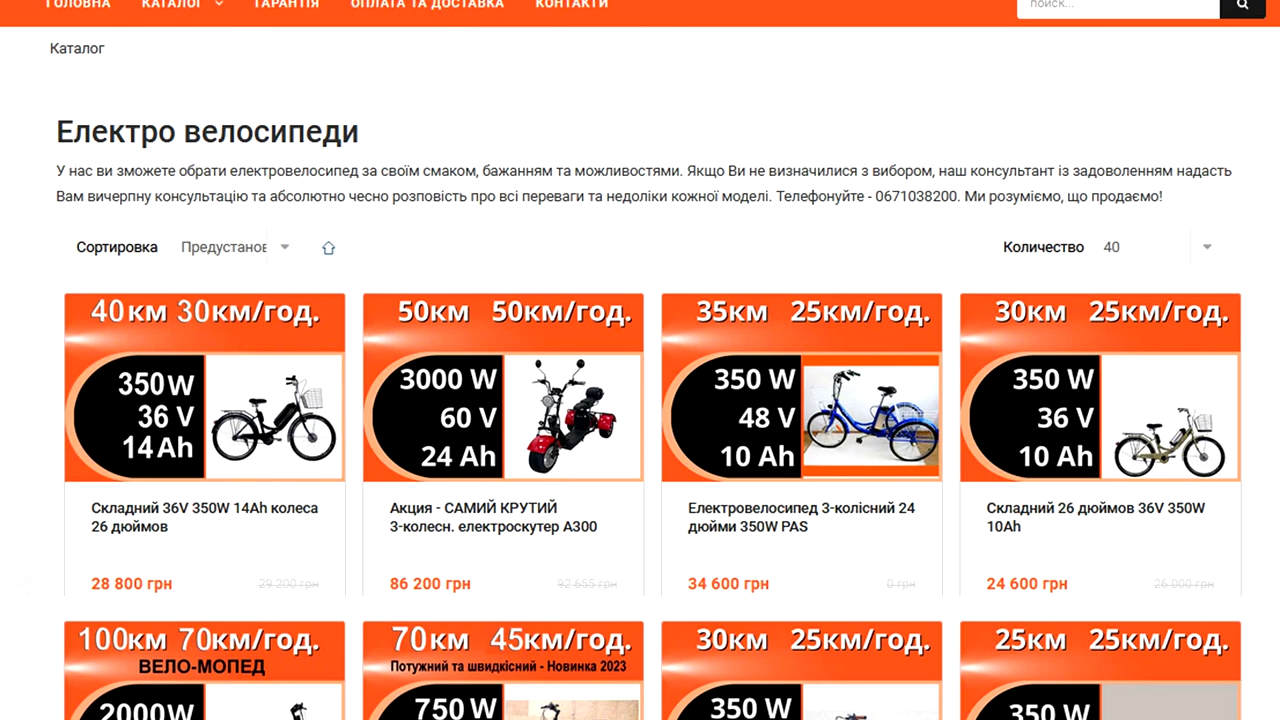 ГОЛОВНА КАТАЛОГ ГАРАНТІЯ ОПЛАТА ТА ДОСТАВКА КОНТАКТИ поиск...
Каталог
Електро велосипеди
У нас ви зможете обрати електровелосипед за своїм смаком, бажанням та можливостями. Якщо Ви не визначилися з вибором, наш консультант із задоволенням надасть
Вам вичерпну консультацію та абсолютно чесно розповість про всі переваги та недоліки кожної моделі. Телефонуйте - 0671038200. Ми розуміємо, що продаємо!
Сортировка Предустанов Количество 40
40км 30км/год.
350W
36 V
14Ah
Складний 36V 350W 14Ah колеса
26 дюймов
28 800 грн 29 200 грн
50км 50км/год.
3000 W
60 V
24 Ah
Акция - САМИЙ КРУТИЙ
3-колесн. електроскутер А300
86 200 грн 92 655 грн
35км 25км/год.
350 W
48 V
10 Ah
Електровелосипед 3-колісний 24
дюйми 350W PAS
34 600 грн 0 грн
30км 25км/год.
350 W
36 V
10 Ah
Складний 26 дюймов 36V 350W
10Ah
24 600 грн 26 000 грн
100км 70км/год.
ВЕЛО-МОПЕД
2000W
70км 45км/год.
Потужний та швидкісний - Новинка 2023
750 W
30км 25км/год.
350 W
25км 25км/год.
350 W